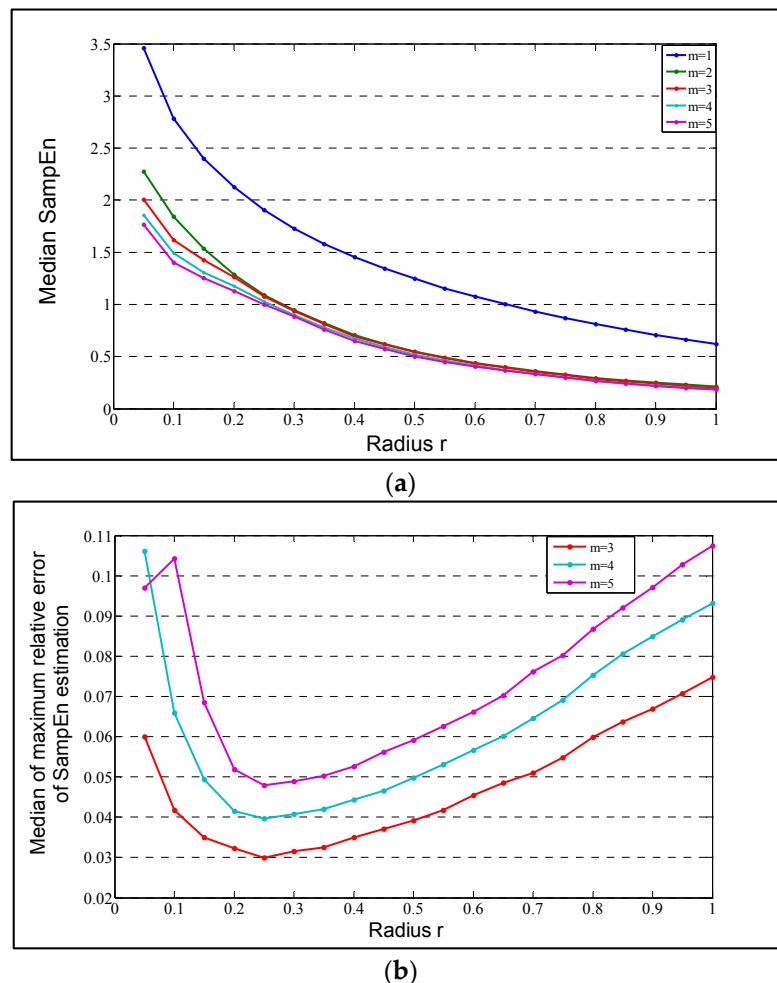 3.5
3
2.5
2
1.5
1
0.5
0
Median SampEn
m=1
m=2
m=3
m=4
m=5
0 0.1 0.2 0.3 0.4 0.5 0.6 0.7 0.8 0.9 1
Radius r
(a)
0.11
0.1
0.09
0.08
0.07
0.06
0.05
0.04
0.03
0.02
Median of maximum relative error
of SampEn estimation
m=3
m=4
m=5
0 0.1 0.2 0.3 0.4 0.5 0.6 0.7 0.8 0.9 1
Radius r
(b)